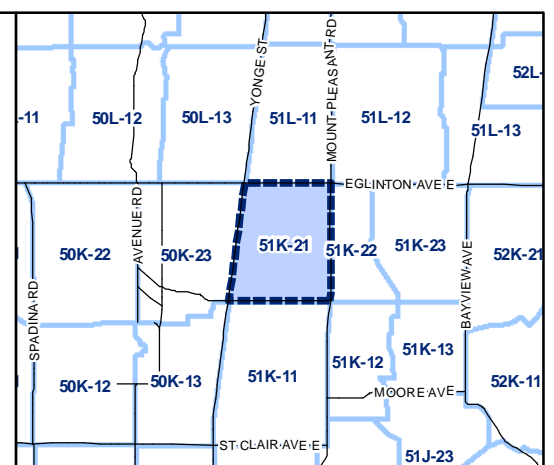 YONGE ST
MOUNT PLEASANT RD
52L-
-11
50L-12
50L-13
51L-11
51L-12
51L-13
EGLINTON AVE E
AVENUE RD
50K-22
50K-23
51K-21
51K-22
51K-23
52K-21
SPADINA RD
BAYVIEW AVE
50K-12
50K-13
51K-11
51K-12
51K-13
52K-11
MOORE AVE
ST CLAIR AVE E
51J-23